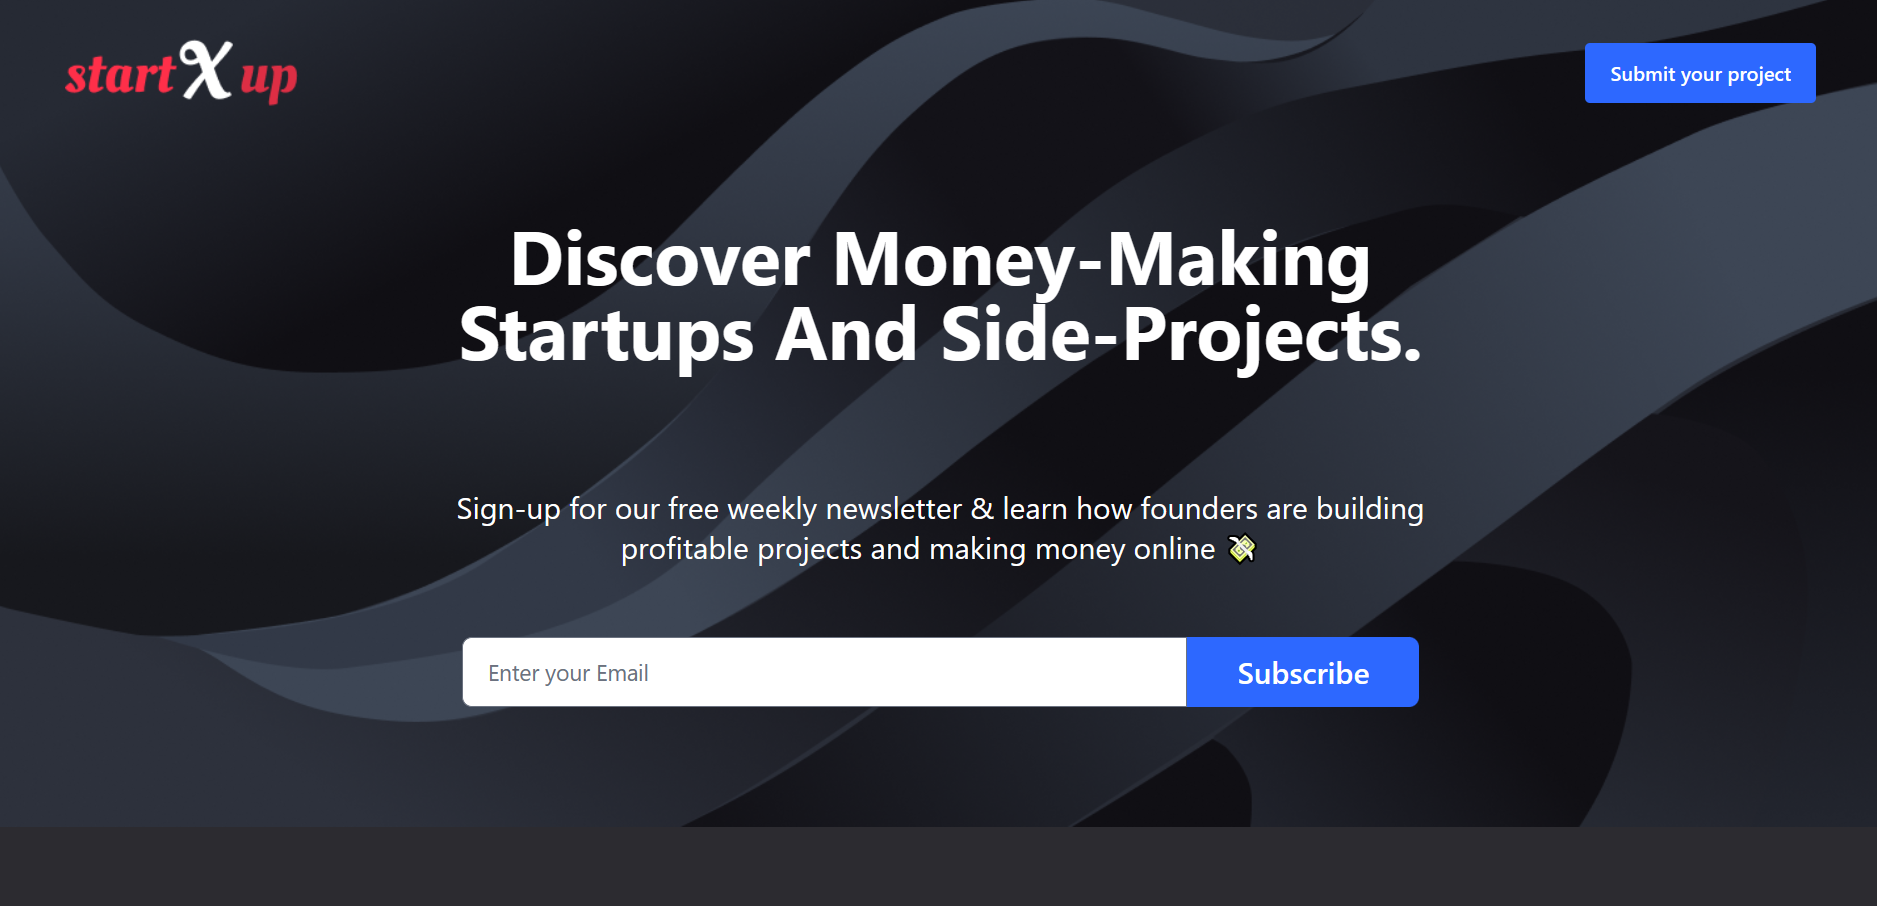 startXup
Submit your project
Discover Money-Making
Startups And Side-Projects.
Sign-up for our free weekly newsletter & learn how founders are building
profitable projects and making money online 💸
Enter your Email
Subscribe